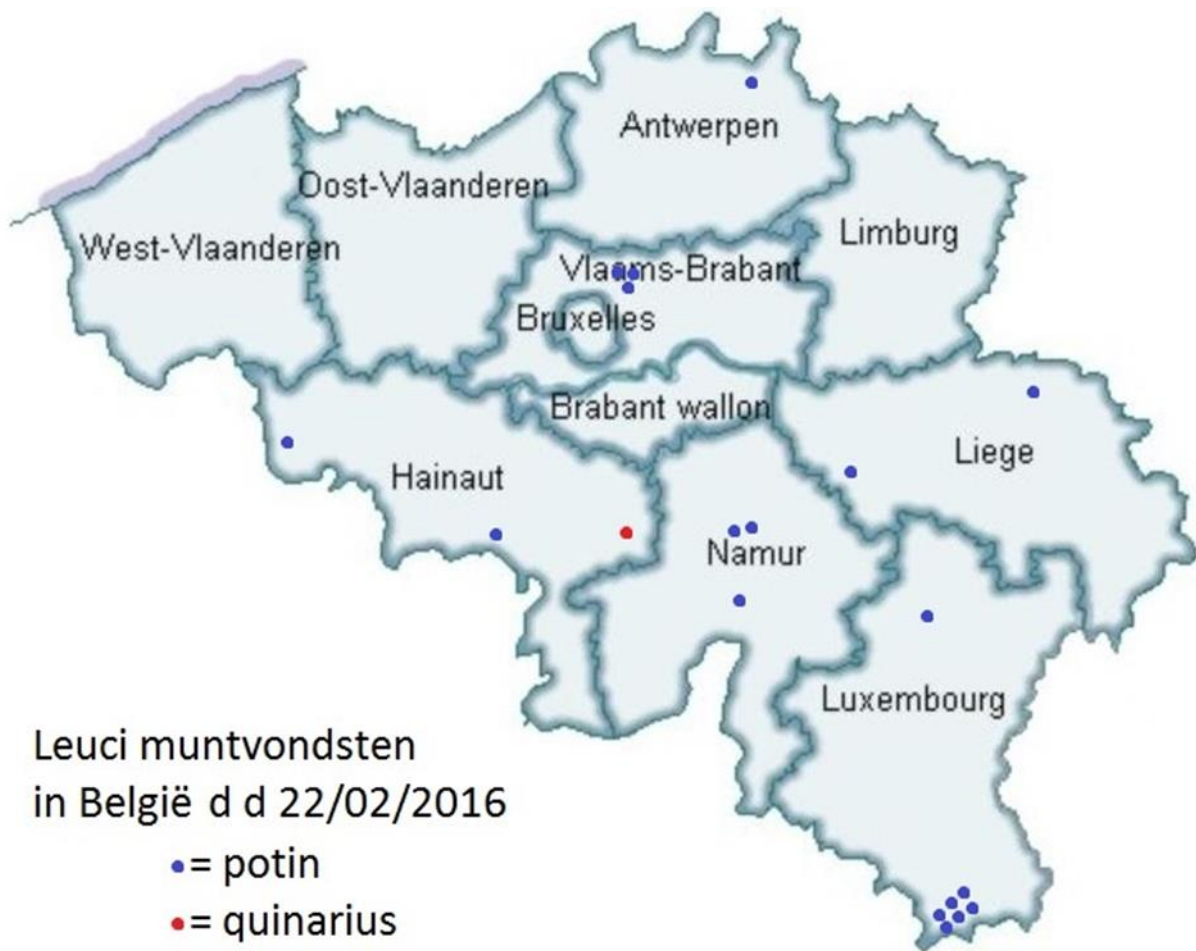 Antwerpen
Oost-Vlaanderen
Limburg
West-Vlaanderen
Vlaams-Brabant
Bruxelles
Brabant wallon
Hainaut
Liege
Namur
Luxembourg
Leuci muntvondsten
in België d d 22/02/2016
= potin
= quinarius